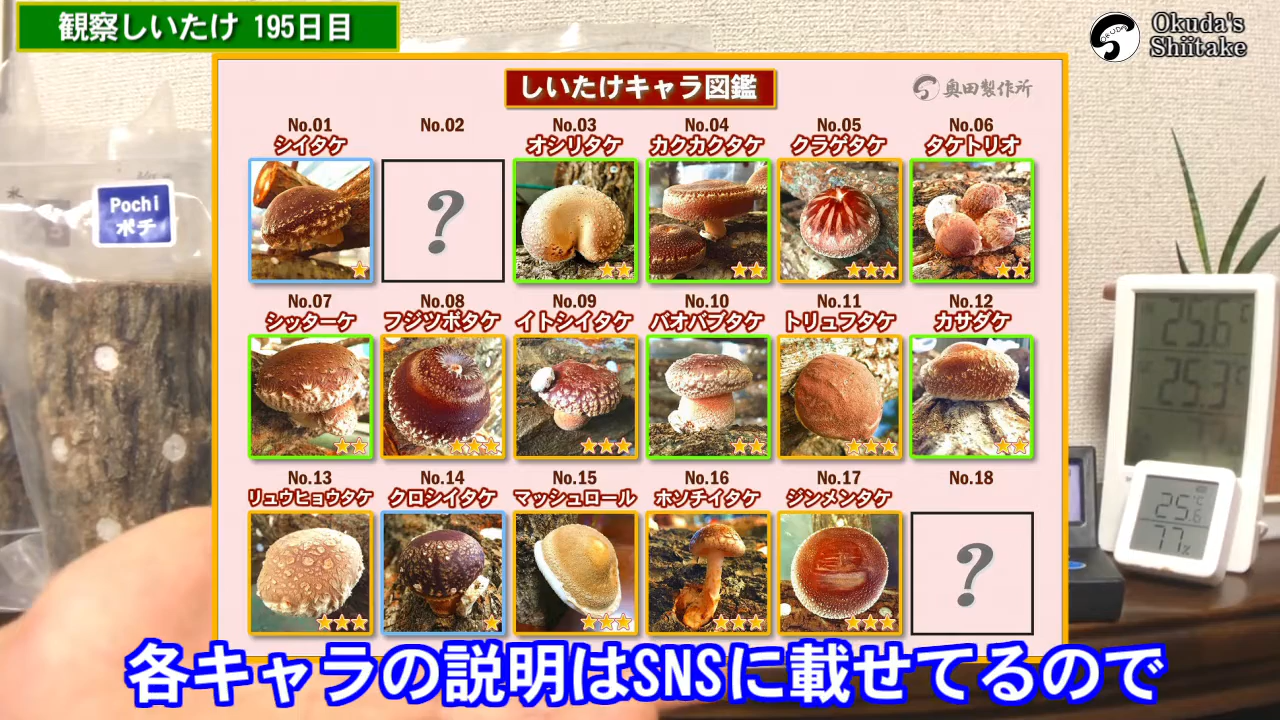 観察しいたけ 195日目
Okuda's
Shiitake
しいたけキャラ図鑑
奥田製作所
No.01
シイタケ
No.02
?
No.03
オシリタケ
No.04
カクカクタケ
No.05
クラゲタケ
No.06
タケトリオ
No.07
シッターケ
No.08
フジツボタケ
No.09
イトシイタケ
No.10
バオバブタケ
No.11
トリュフタケ
No.12
カサダケ
No.13
リュウヒョウタケ
No.14
クロシイタケ
No.15
マッシュロール
No.16
ホソチイタケ
No.17
ジンメンタケ
No.18
?
Pochi
ポチ
25.6
25.3
25.6℃
77%
各キャラの説明はSNSに載せてるので